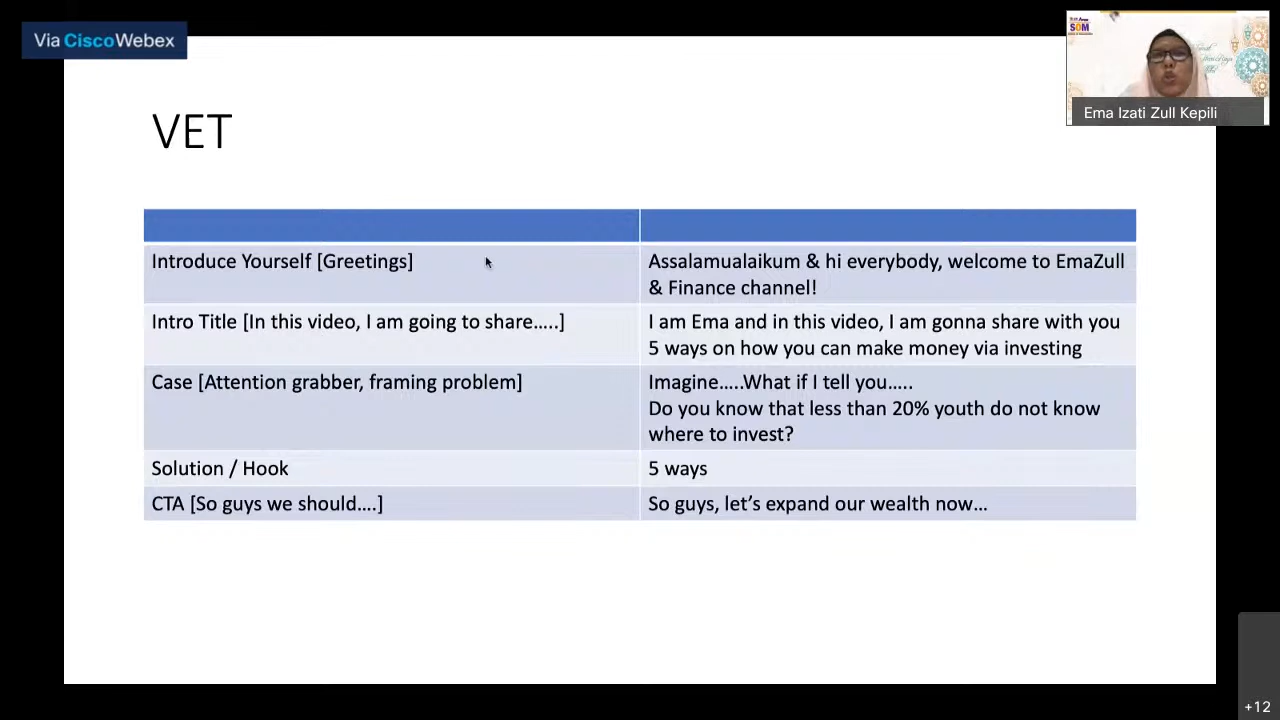 Via Cisco Webex
SOM
Ema Izati Zull Kepili
VET
Introduce Yourself [Greetings]
Assalamualaikum & hi everybody, welcome to EmaZull
& Finance channel!
Intro Title [In this video, I am going to share…..]
I am Ema and in this video, I am gonna share with you
5 ways on how you can make money via investing
Case [Attention grabber, framing problem]
Imagine…..What if I tell you…..
Do you know that less than 20% youth do not know
where to invest?
Solution / Hook
5 ways
CTA [So guys we should….]
So guys, let’s expand our wealth now…
+12